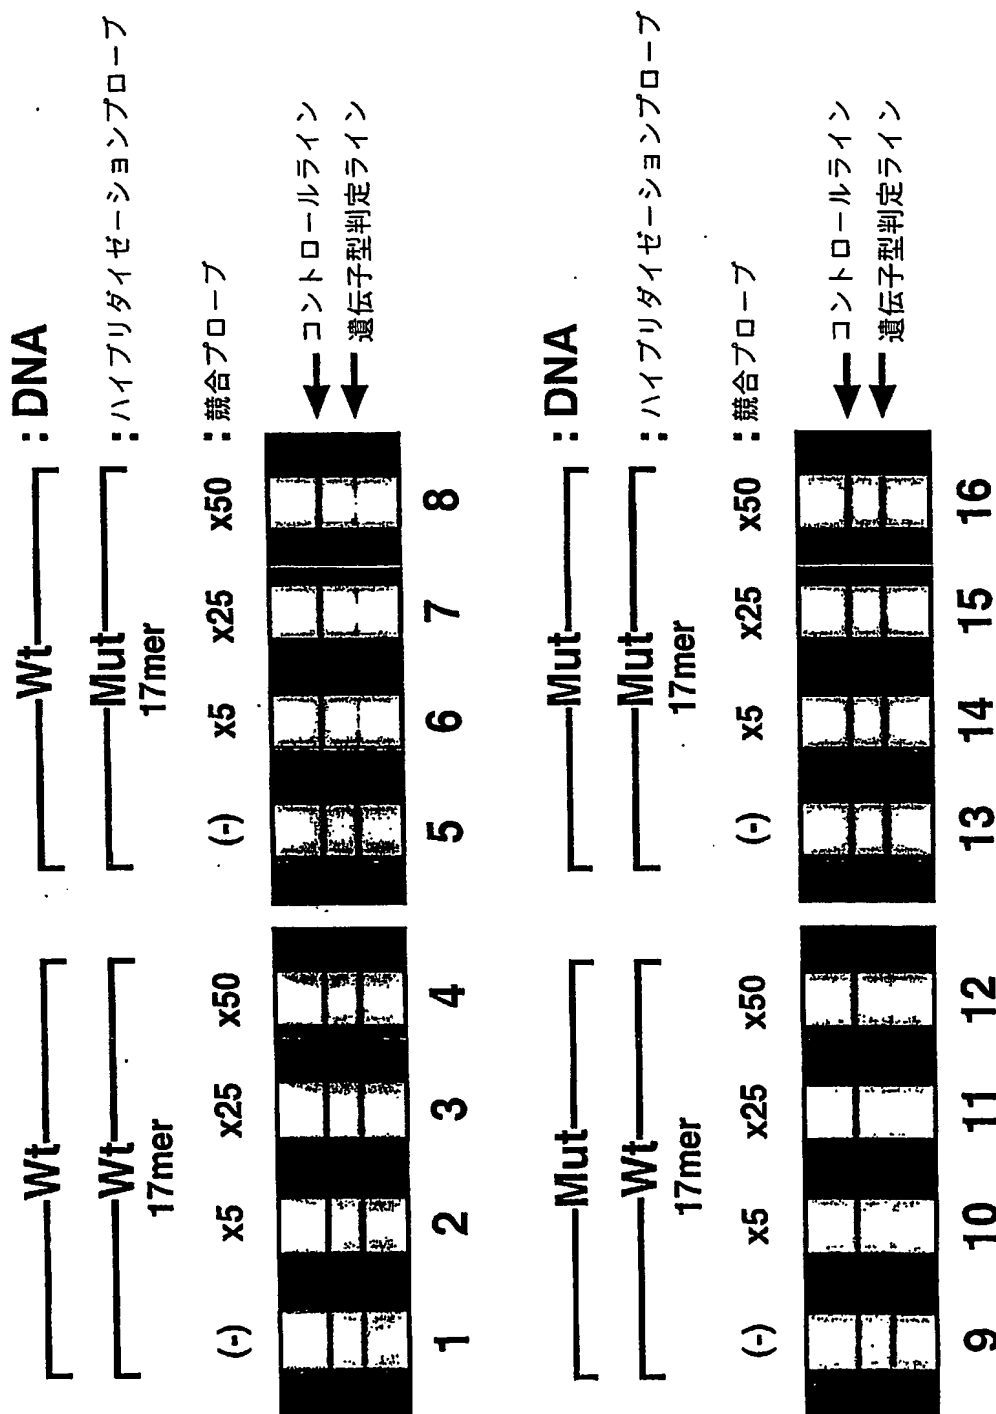 Wt Wt : DNA
Wt Mut : ハイブリダイゼーションプローブ
17mer 17mer
(-) x5 x25 x50 (-) x5 x25 x50 : 競合プローブ
コントロールライン
遺伝子型判定ライン
1 2 3 4 5 6 7 8
Mut Mut : DNA
Wt Mut : ハイブリダイゼーションプローブ
17mer 17mer
(-) x5 x25 x50 (-) x5 x25 x50 : 競合プローブ
コントロールライン
遺伝子型判定ライン
9 10 11 12 13 14 15 16